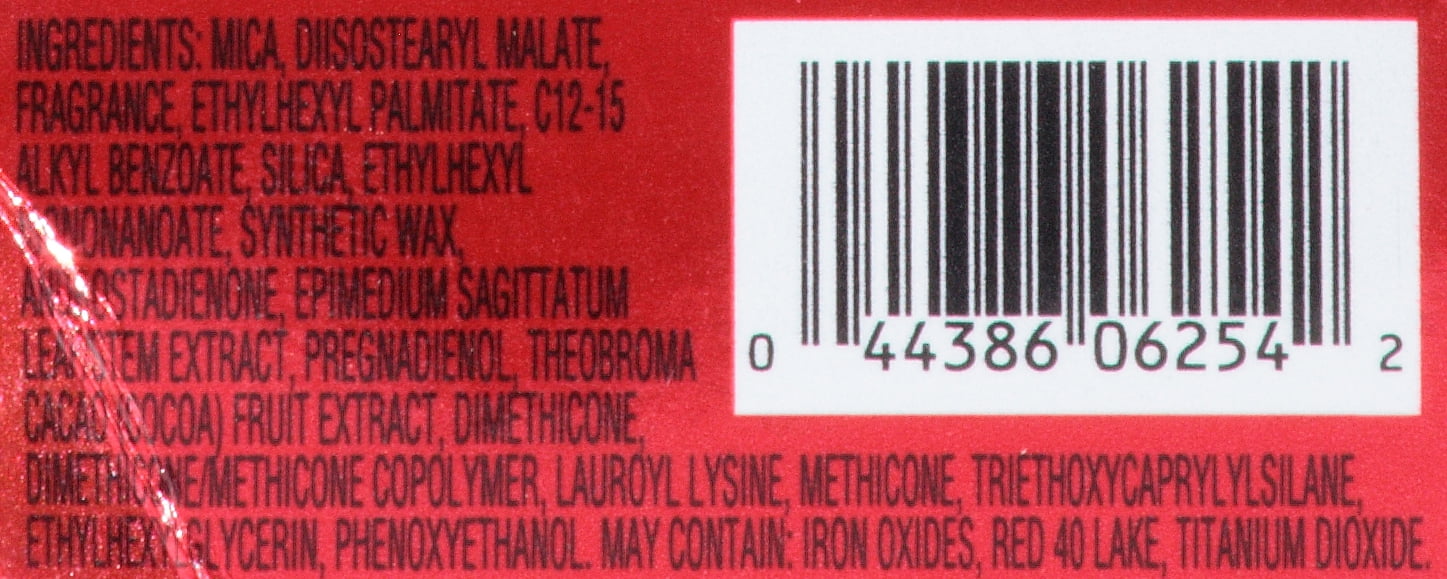 INGREDIENTS: MICA, DIISOSTEARYL MALATE,
FRAGRANCE, ETHYLHEXYL PALMITATE, C12-15
ALKYL BENZOATE, SILICA, ETHYLHEXYL
SYNTHETIC WAX,
EPIMEDIUM SAGITTATUM
EXTRACT, PREGNADIENOL, THEOBROMA
CACAO (COCOA) FRUIT EXTRACT, DIMETHICONE,
DIMETHICONE/METHICONE COPOLYMER, LAUROYL LYSINE, METHICONE, TRIETHOXYCAPRYLYLSILANE,
ETHYLHEXYLGLYCERIN, PHENOXYETHANOL. MAY CONTAIN: IRON OXIDES, RED 40 LAKE, TITANIUM DIOXIDE.
0 44386 06254 2